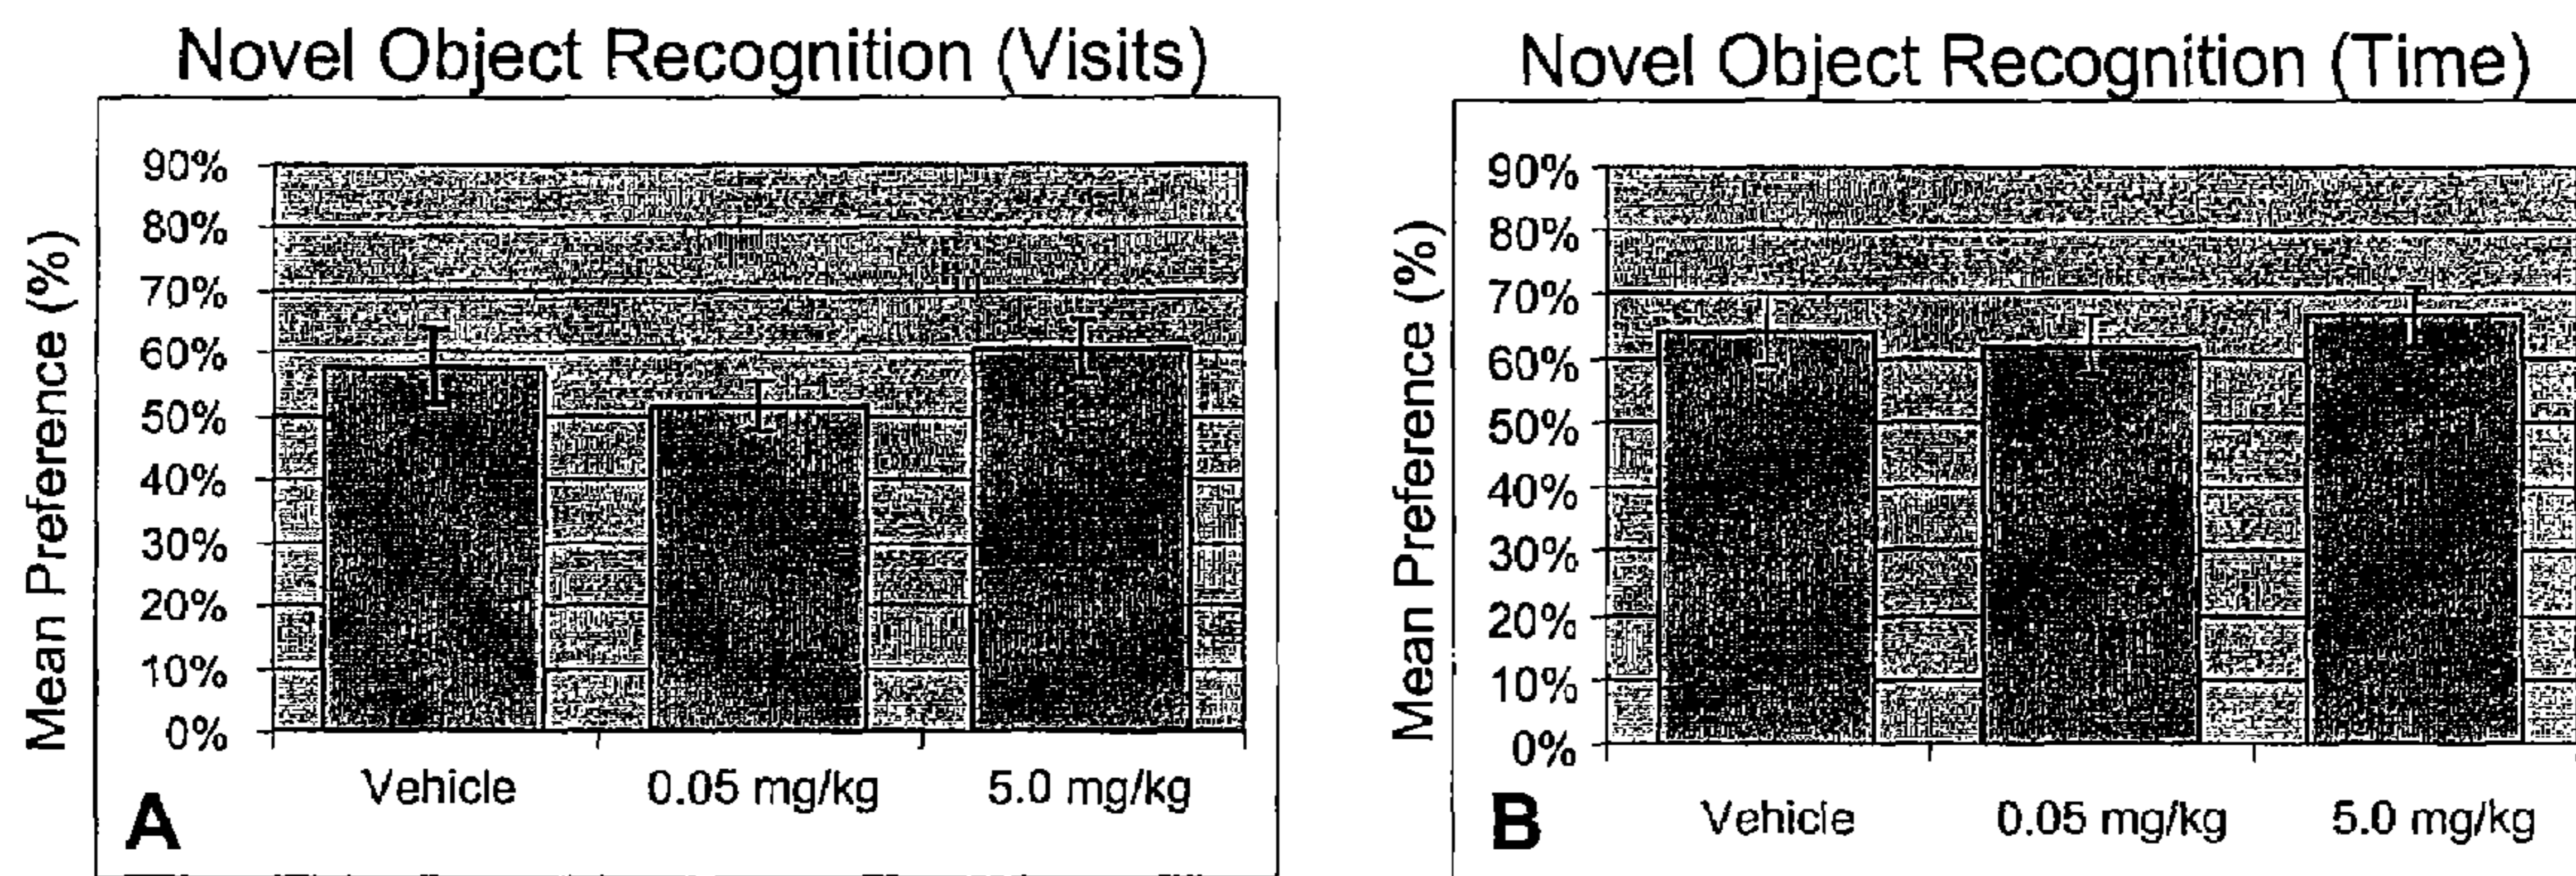 Novel Object Recognition (Visits)
Mean Preference (%)
90%
80%
70%
60%
50%
40%
30%
20%
10%
0%
Vehicle 0.05 mg/kg 5.0 mg/kg
A
Novel Object Recognition (Time)
Mean Preference (%)
90%
80%
70%
60%
50%
40%
30%
20%
10%
0%
Vehicle 0.05 mg/kg 5.0 mg/kg
B